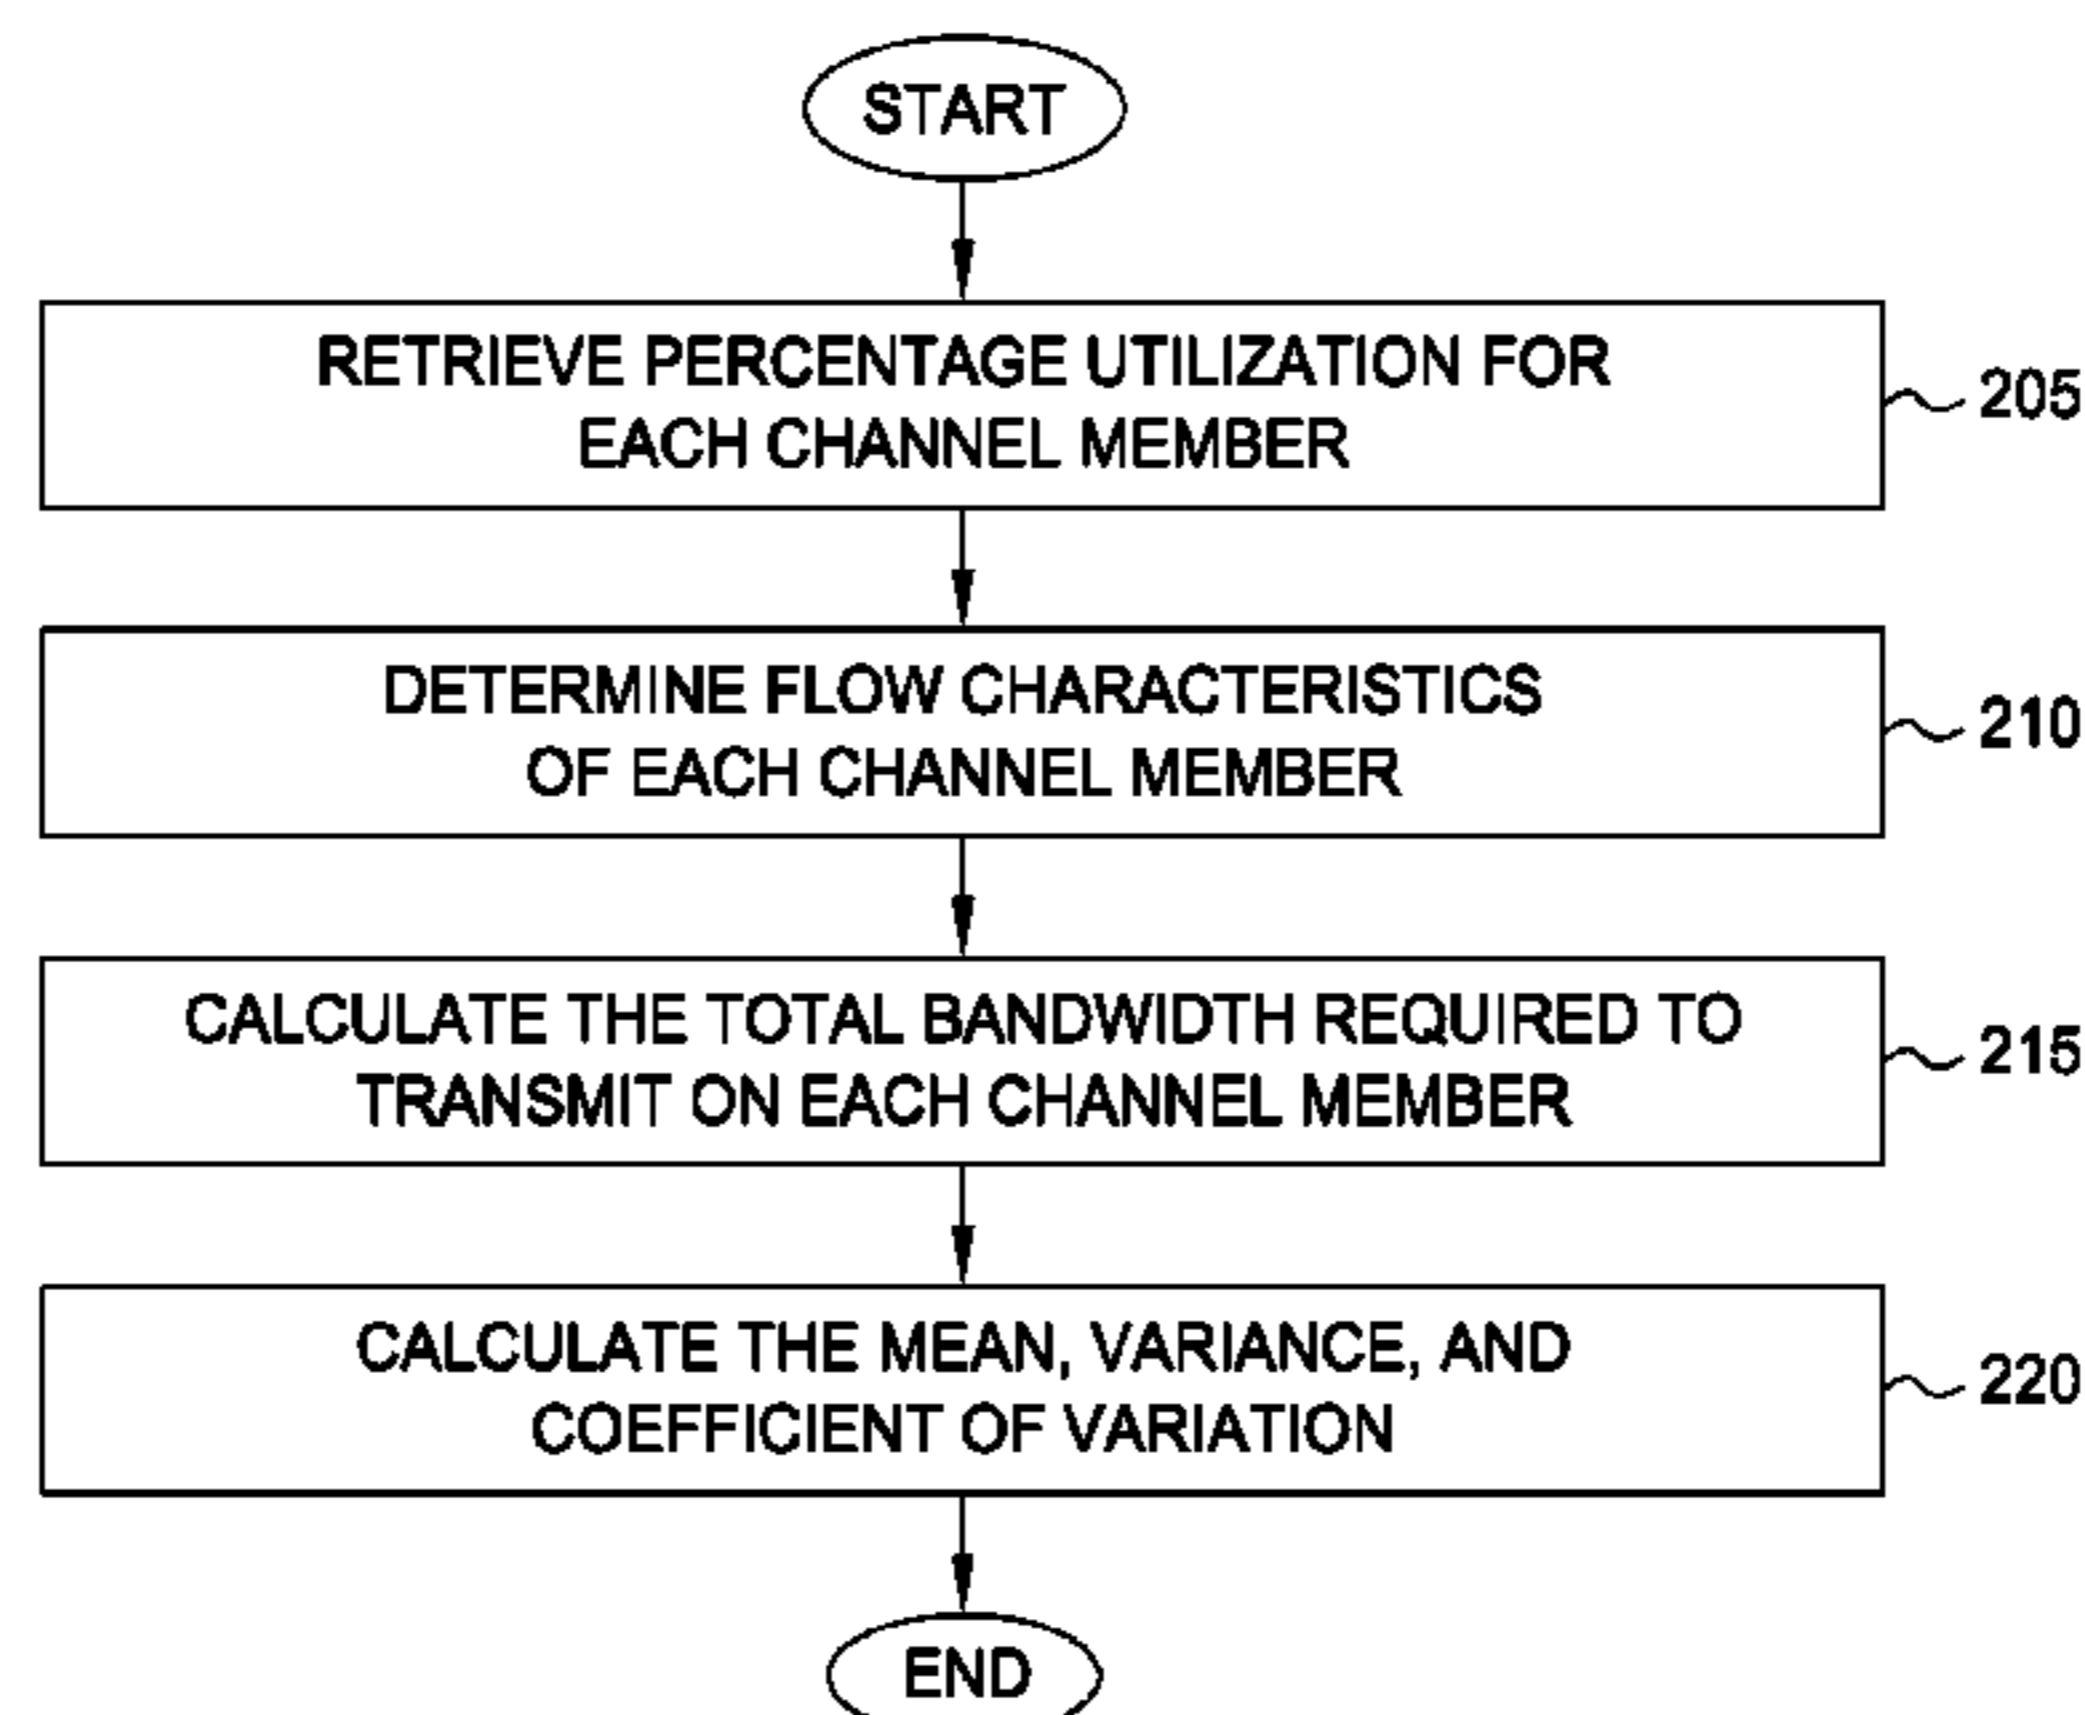 START
RETRIEVE PERCENTAGE UTILIZATION FOR
EACH CHANNEL MEMBER
205
DETERMINE FLOW CHARACTERISTICS
OF EACH CHANNEL MEMBER
210
CALCULATE THE TOTAL BANDWIDTH REQUIRED TO
TRANSMIT ON EACH CHANNEL MEMBER
215
CALCULATE THE MEAN, VARIANCE, AND
COEFFICIENT OF VARIATION
220
END